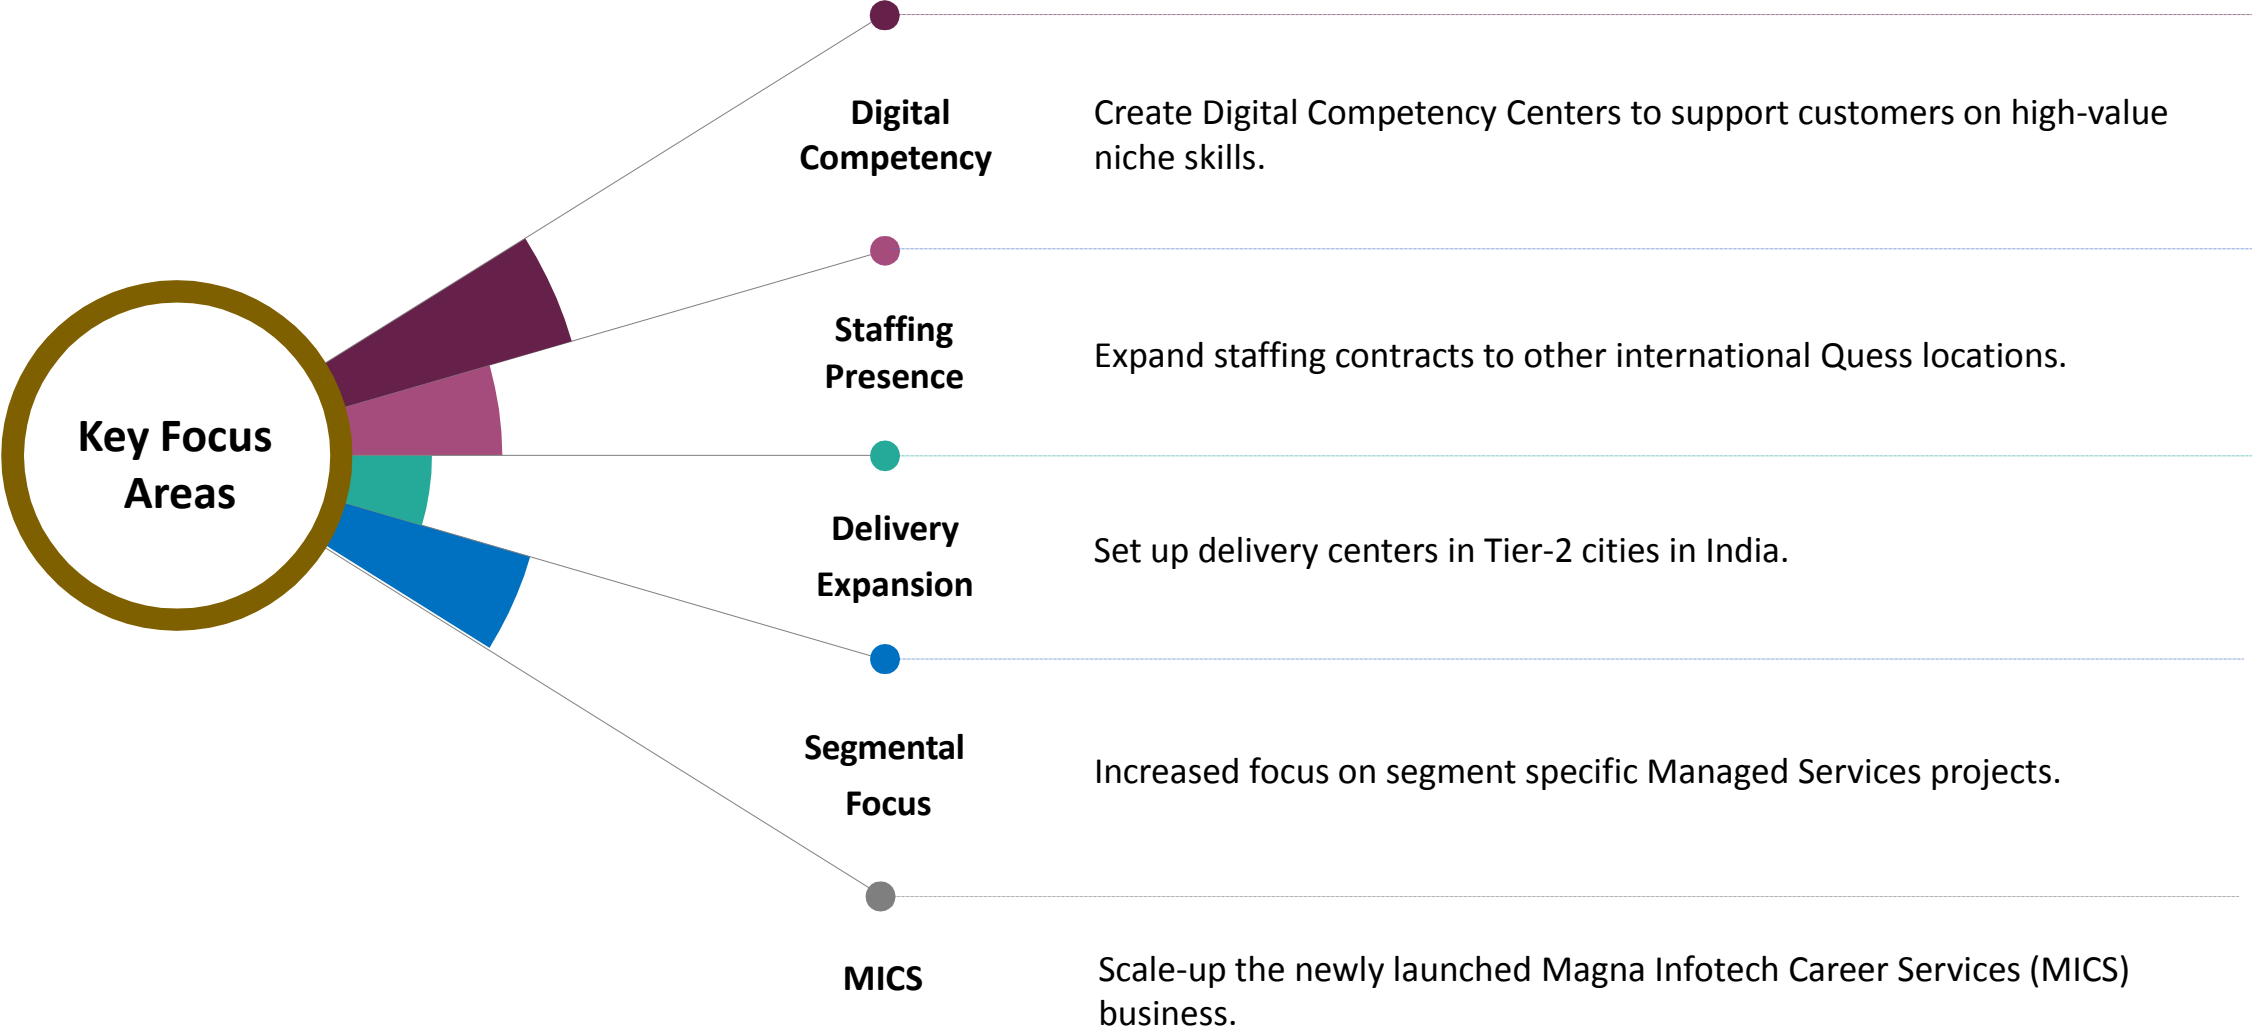 Key Focus
Areas
Digital
Competency
Create Digital Competency Centers to support customers on high-value
niche skills.
Staffing
Presence
Expand staffing contracts to other international Quess locations.
Delivery
Expansion
Set up delivery centers in Tier-2 cities in India.
Segmental
Focus
Increased focus on segment specific Managed Services projects.
MICS
Scale-up the newly launched Magna Infotech Career Services (MICS)
business.